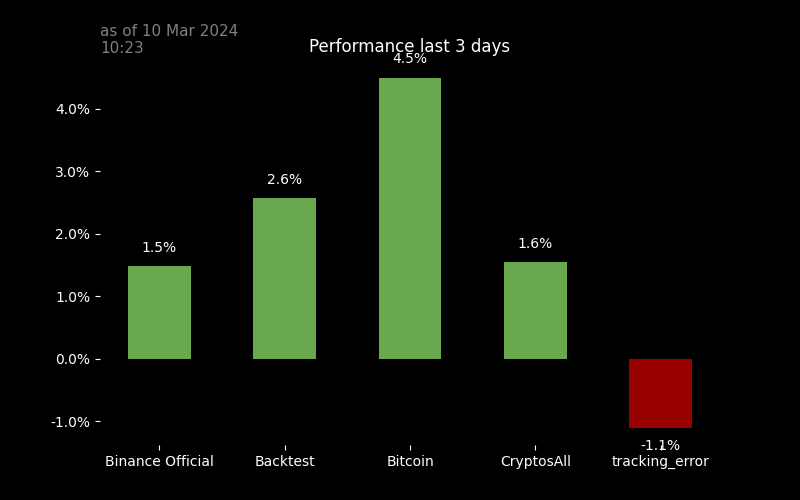 as of 10 Mar 2024
10:23
Performance last 3 days
4.5%
4.0%
3.0%
2.6%
2.0%
1.5%
1.6%
1.0%
0.0%
-1.0%
-1.1%
Binance Official
Backtest
Bitcoin
CryptosAll
tracking_error